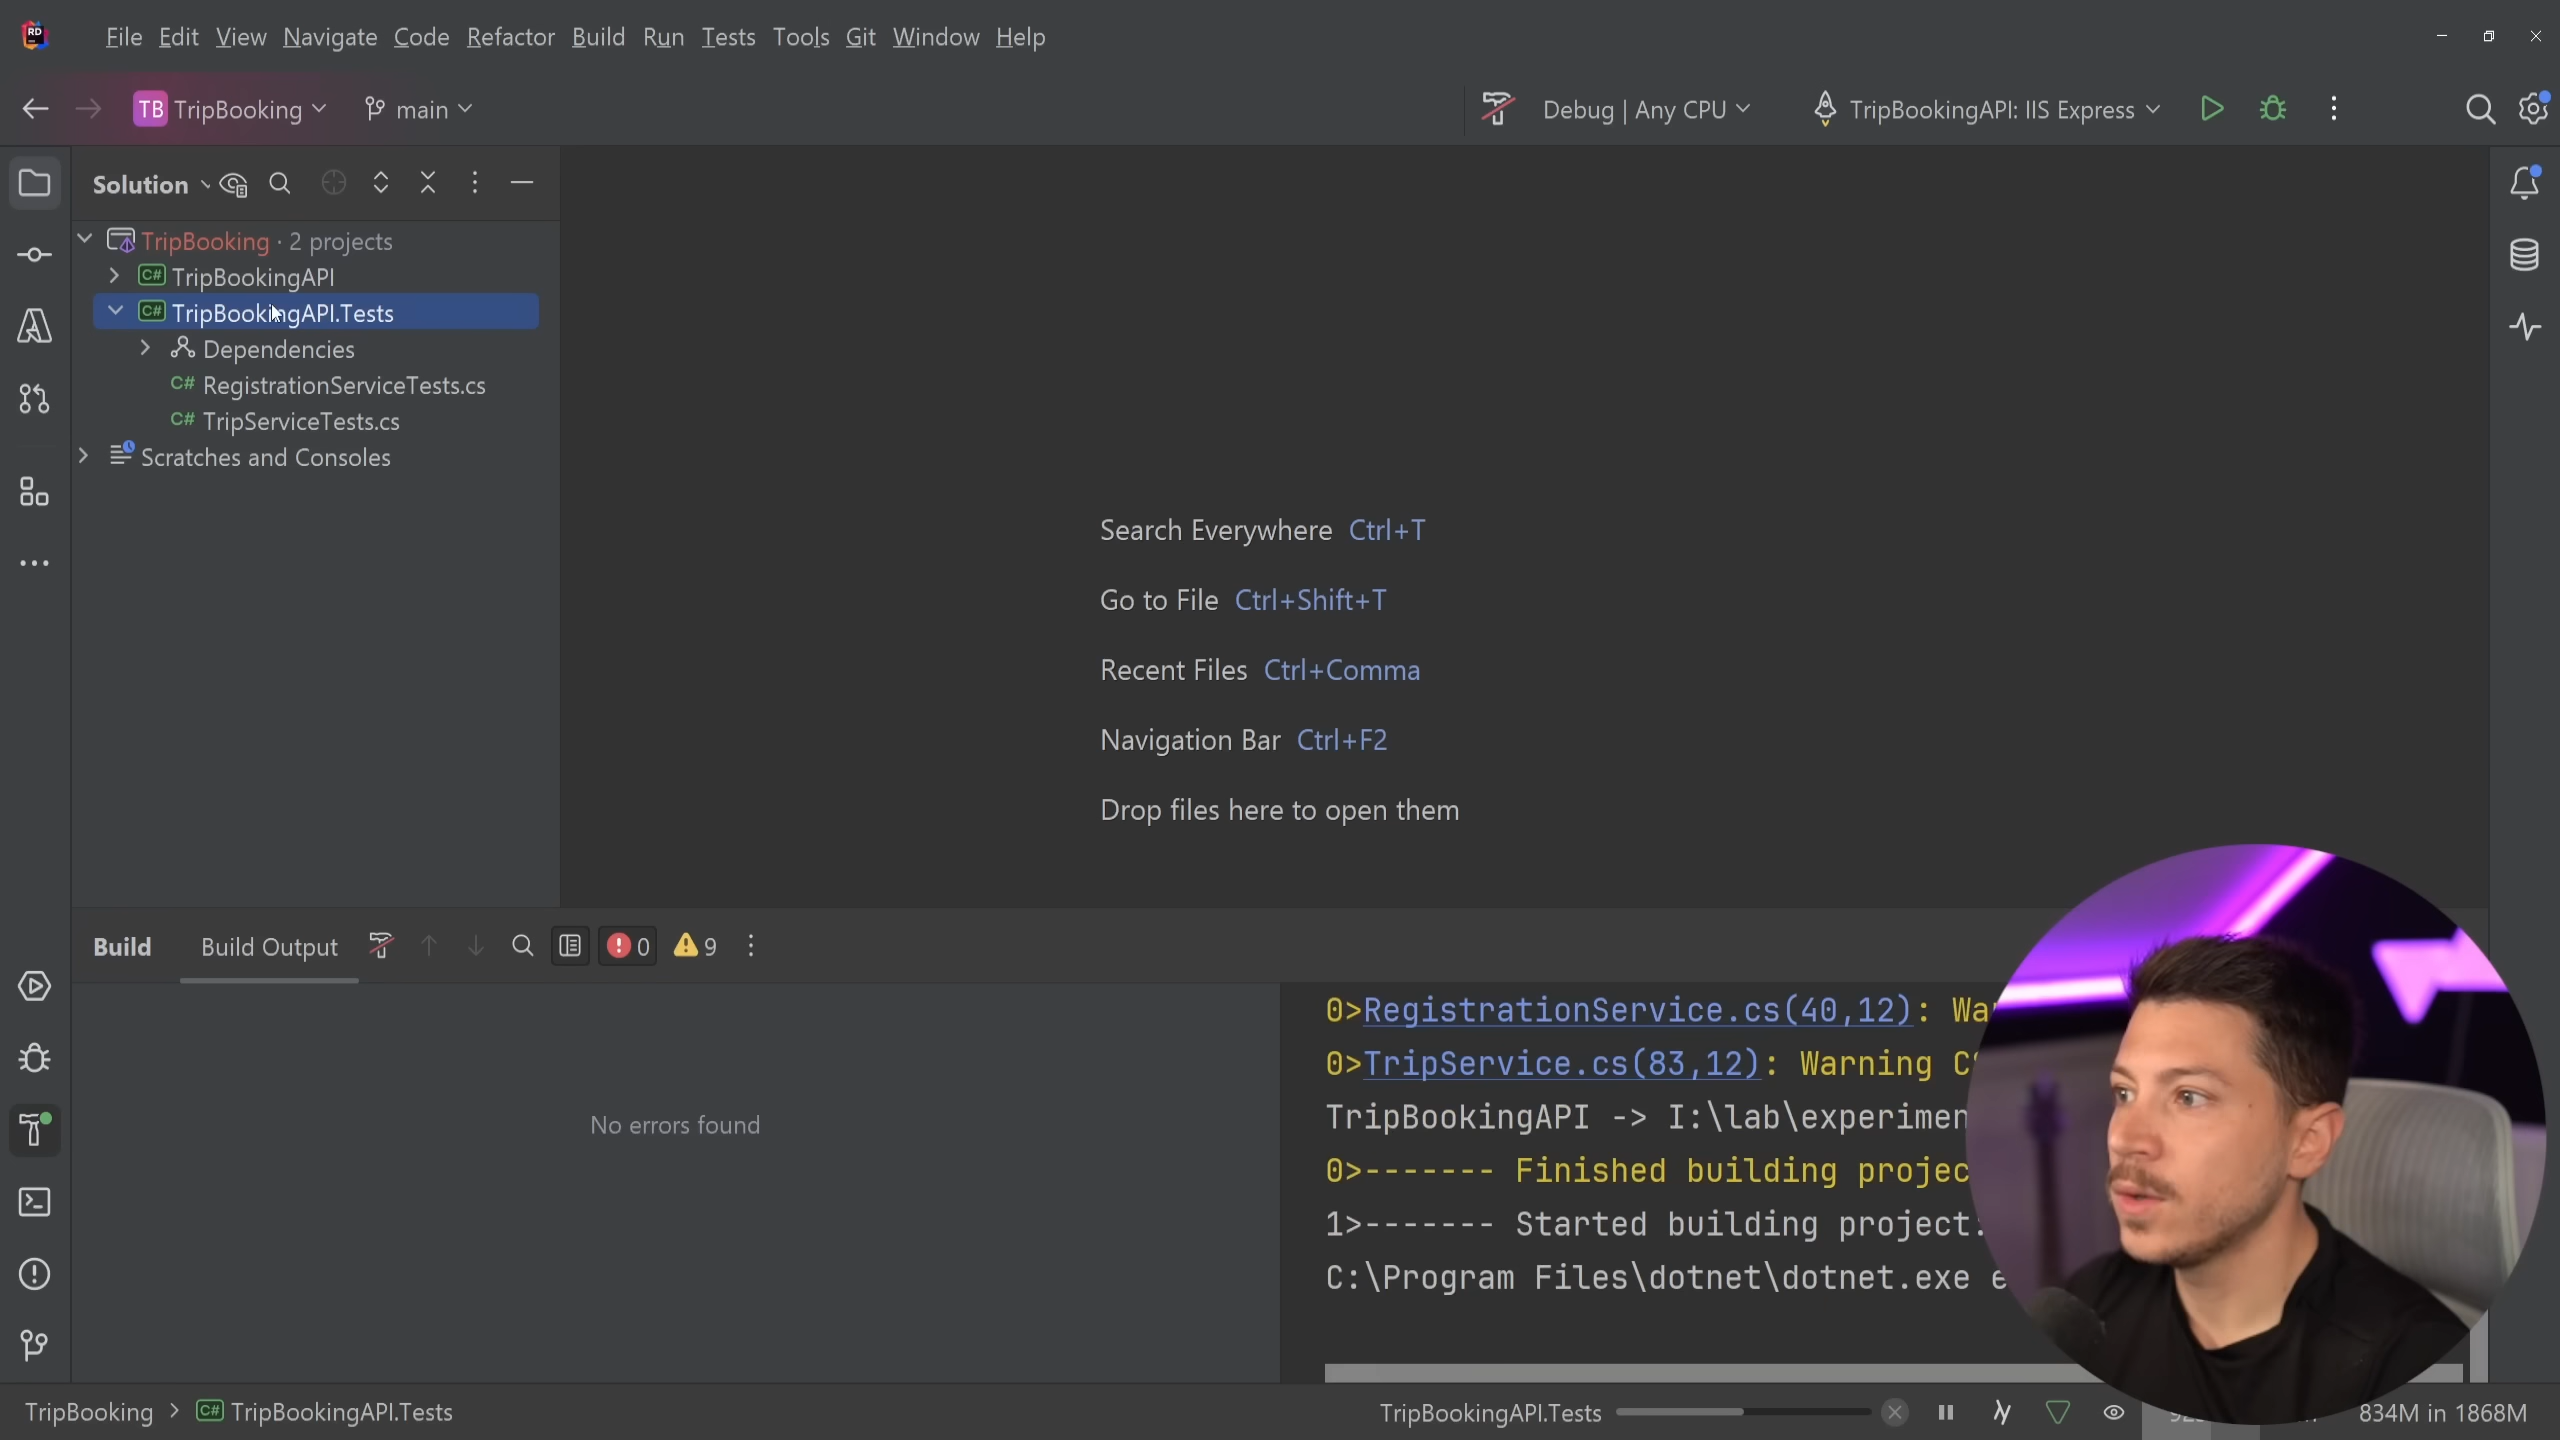 RD
File Edit View Navigate Code Refactor Build Run Tests Tools Git Window Help
TB TripBooking main Debug | Any CPU TripBookingAPI: IIS Express
Solution
TripBooking · 2 projects
C# TripBookingAPI
C# TripBookingAPI.Tests
Dependencies
C# RegistrationServiceTests.cs
C# TripServiceTests.cs
Scratches and Consoles
Search Everywhere Ctrl+T
Go to File Ctrl+Shift+T
Recent Files Ctrl+Comma
Navigation Bar Ctrl+F2
Drop files here to open them
Build Build Output 0 9
No errors found
0>RegistrationService.cs(40,12):
0>TripService.cs(83,12): Warning
TripBookingAPI -> I:\lab\experimen
0>------- Finished building projec
1>------- Started building project:
C:\Program Files\dotnet\dotnet.exe
TripBooking > C# TripBookingAPI.Tests
TripBookingAPI.Tests
834M in 1868M